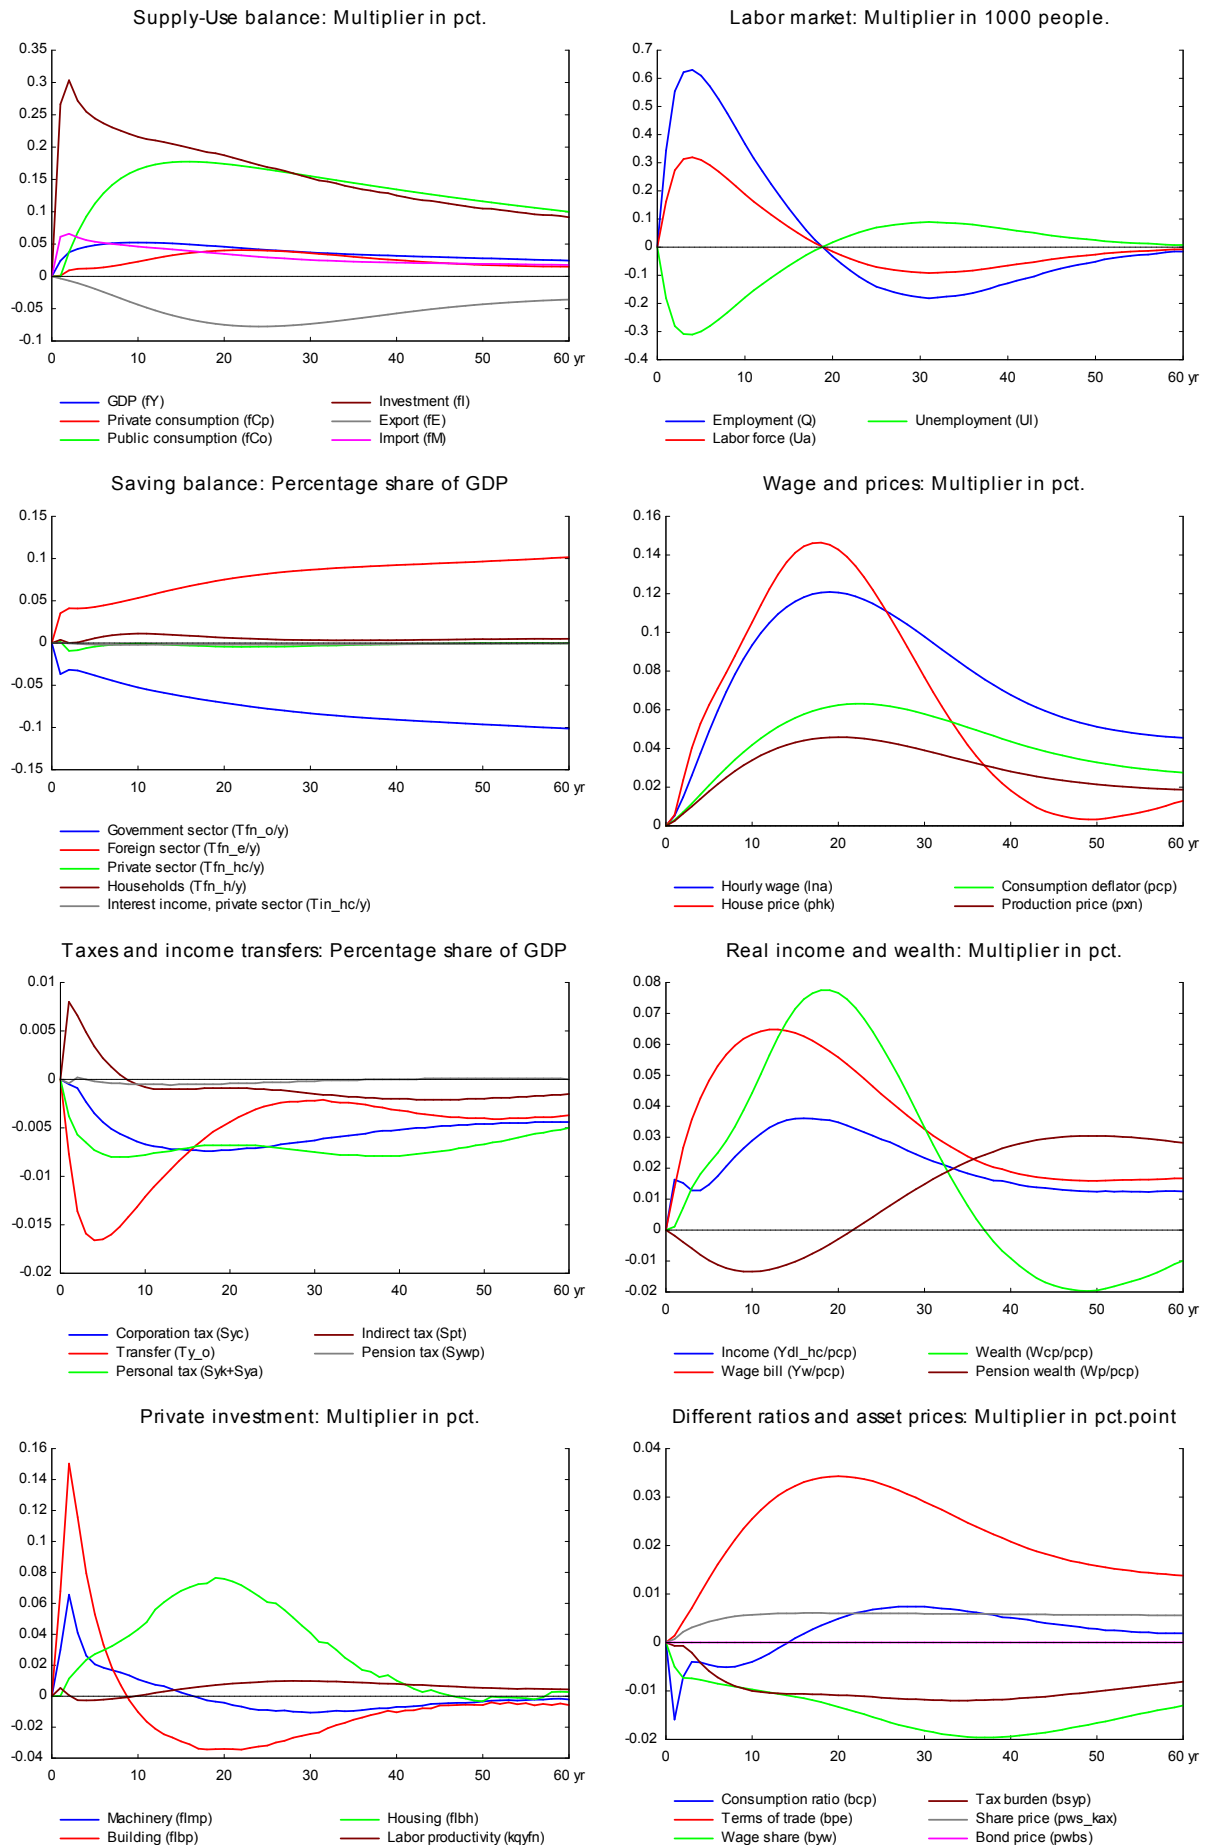 Supply-Use balance: Multiplier in pct.
0.35
0.3
0.25
0.2
0.15
0.1
0.05
0
-0.05
-0.1
0 10 20 30 40 50 60 yr
GDP (fY) Investment (fI)
Private consumption (fCp) Export (fE)
Public consumption (fCo) Import (fM)
Labor market: Multiplier in 1000 people.
0.7
0.6
0.5
0.4
0.3
0.2
0.1
0
-0.1
-0.2
-0.3
-0.4
0 10 20 30 40 50 60 yr
Employment (Q) Unemployment (Ul)
Labor force (Ua)
Saving balance: Percentage share of GDP
0.15
0.1
0.05
0
-0.05
-0.1
-0.15
0 10 20 30 40 50 60
Government sector (Tfn_o/y)
Foreign sector (Tfn_e/y)
Private sector (Tfn_hc/y)
Households (Tfn_h/y)
Interest income, private sector (Tin_hc/y)
Wage and prices: Multiplier in pct.
0.16
0.14
0.12
0.1
0.08
0.06
0.04
0.02
0
0 10 20 30 40 50 60
Hourly wage (lna) Consumption deflator (pcp)
House price (phk) Production price (pxn)
Taxes and income transfers: Percentage share of GDP
0.01
0.005
0
-0.005
-0.01
-0.015
-0.02
0 10 20 30 40 50 60
Corporation tax (Syc) Indirect tax (Spt)
Transfer (Ty_o) Pension tax (Sywp)
Personal tax (Syk+Sya)
Real income and wealth: Multiplier in pct.
0.08
0.07
0.06
0.05
0.04
0.03
0.02
0.01
0
-0.01
-0.02
0 10 20 30 40 50 60
Income (Ydl_hc/pcp) Wealth (Wcp/pcp)
Wage bill (Yw/pcp) Pension wealth (Wp/pcp)
Private investment: Multiplier in pct.
0.16
0.14
0.12
0.1
0.08
0.06
0.04
0.02
0
-0.02
-0.04
0 10 20 30 40 50 60
Machinery (fImp) Housing (fIbh)
Building (fIbp) Labor productivity (kqyfn)
Different ratios and asset prices: Multiplier in pct.point
0.04
0.03
0.02
0.01
0
-0.01
-0.02
0 10 20 30 40 50 60
Consumption ratio (bcp) Tax burden (bsyp)
Terms of trade (bpe) Share price (pws_kax)
Wage share (byw) Bond price (pwbs)